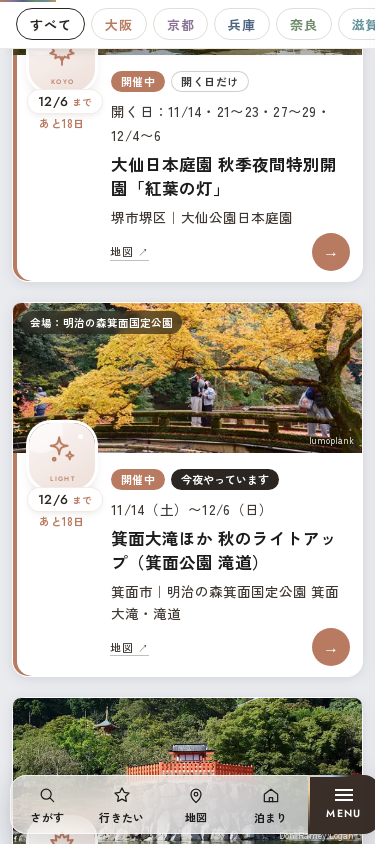 すべて
大阪
京都
兵庫
奈良
滋賀
KOYO
12/6 まで
あと18日
開催中
開く日だけ
開く日：11/14・21〜23・27〜29・
12/4〜6
大仙日本庭園 秋季夜間特別開
園「紅葉の灯」
堺市堺区｜大仙公園日本庭園
地図 ↗
→
会場：明治の森箕面国定公園
lumoplank
LIGHT
12/6 まで
あと18日
開催中
今夜やっています
11/14（土）〜12/6（日）
箕面大滝ほか 秋のライトアッ
プ（箕面公園 滝道）
箕面市｜明治の森箕面国定公園 箕面
大滝・滝道
地図 ↗
→
さがす
行きたい
地図
泊まり
MENU
Don Ramey Logan